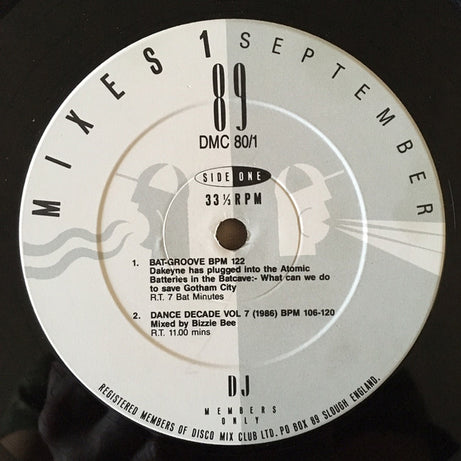 MIXES 1 SEPTEMBER
89
DMC 80/1
SIDE ONE
33 ⅓ RPM
1. BAT-GROOVE BPM 122
Dakeyne has plugged into the Atomic
Batteries in the Batcave:- What can we do
to save Gotham City
R.T. 7 Bat Minutes
2. DANCE DECADE VOL 7 (1986) BPM 106-120
Mixed by Bizzie Bee
R.T. 11.00 mins
DJ
MEMBERS
ONLY
REGISTERED MEMBERS OF DISCO MIX CLUB LTD. PO BOX 89 SLOUGH ENGLAND.